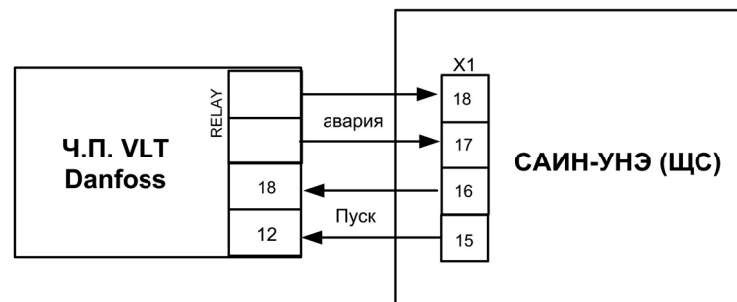 X1
RELAY
18
авария
17
Ч.П. VLT
Danfoss
САИН-УНЭ (ЩС)
18
16
Пуск
12
15